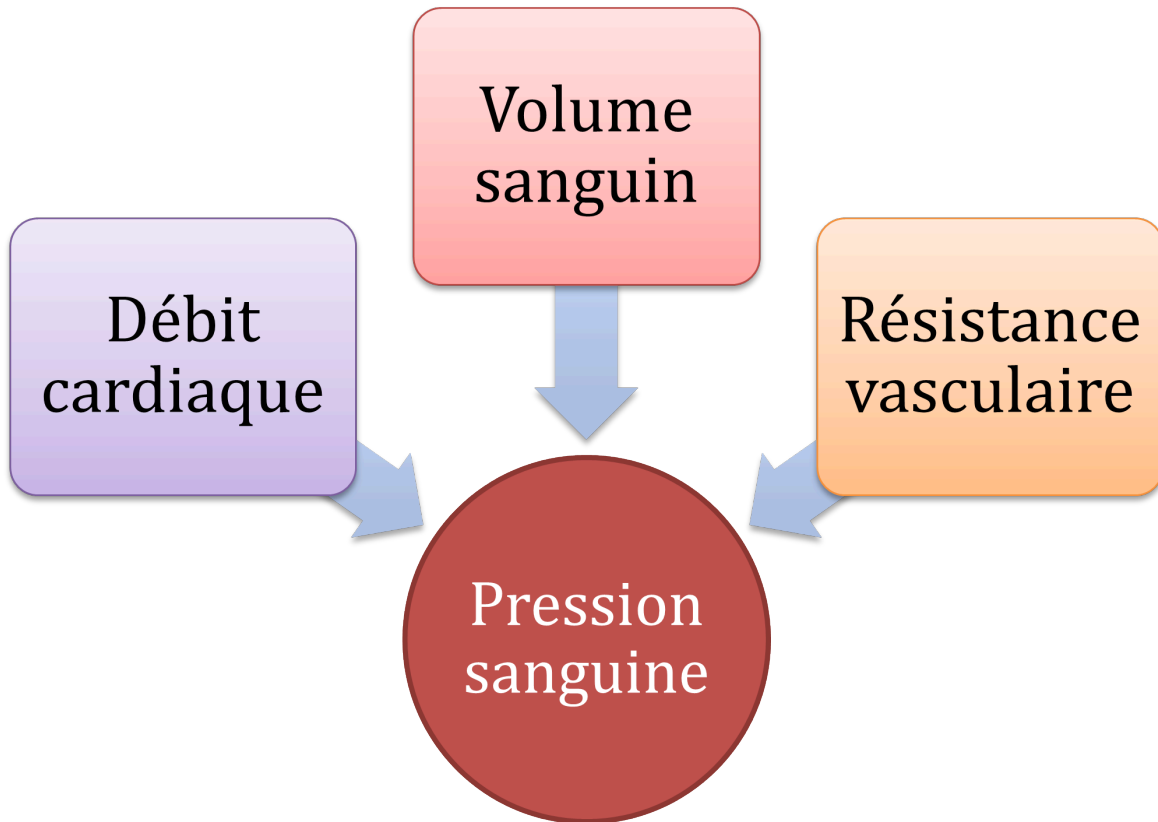 Volume
sanguin
Débit
cardiaque
Résistance
vasculaire
Pression
sanguine